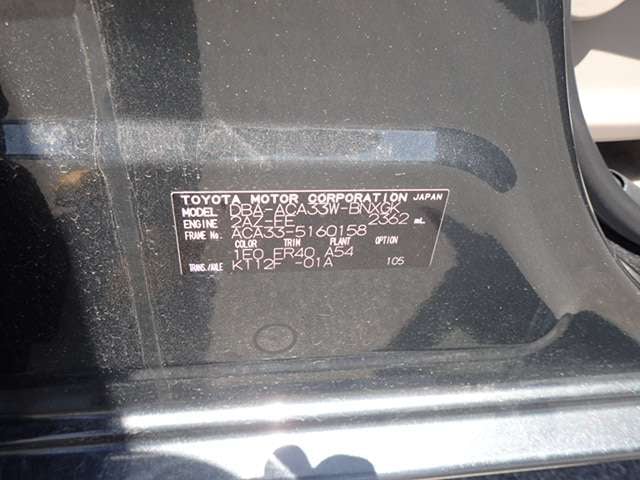 TOYOTA MOTOR CORPORATION JAPAN
MODEL DBA-ACA33W-BNXGK
ENGINE 2AZ-FE 2362 mL
FRAME No. ACA33-5160158
COLOR TRIM PLANT OPTION
1E0 ER40 A54
TRANS./AXLE K112F -01A 105